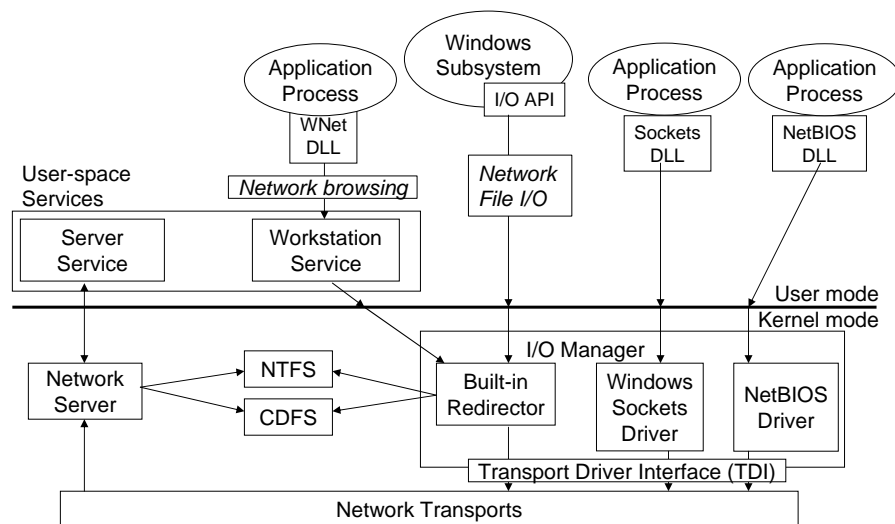 Windows
Subsystem
I/O API
Application
Process
WNet
DLL
Application
Process
Sockets
DLL
Application
Process
NetBIOS
DLL
User-space
Services
Network browsing
Network
File I/O
Server
Service
Workstation
Service
User mode
Kernel mode
I/O Manager
Network
Server
NTFS
CDFS
Built-in
Redirector
Windows
Sockets
Driver
NetBIOS
Driver
Transport Driver Interface (TDI)
Network Transports